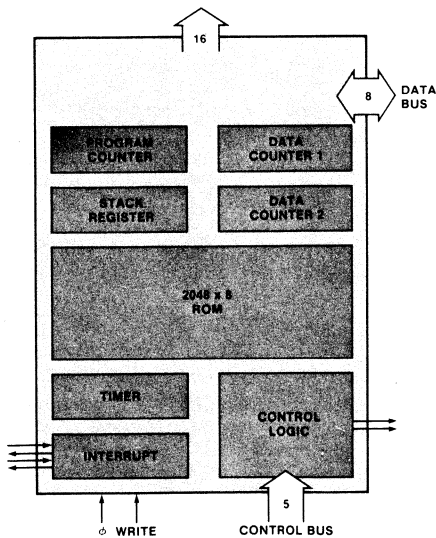 16
8
DATA
BUS
PROGRAM
COUNTER
DATA
COUNTER 1
STACK
REGISTER
DATA
COUNTER 2
2048 x 8
ROM
TIMER
CONTROL
LOGIC
INTERRUPT
5
ϕ WRITE
CONTROL BUS